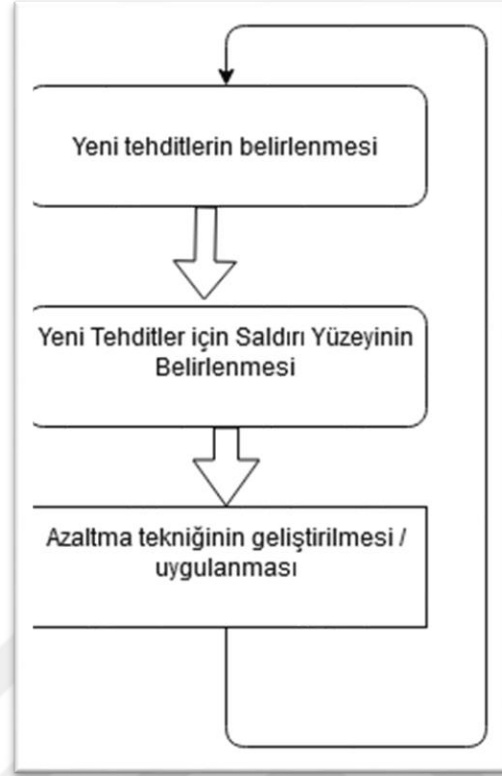 Yeni tehditlerin belirlenmesi
Yeni Tehditler için Saldırı Yüzeyinin
Belirlenmesi
Azaltma tekniğinin geliştirilmesi /
uygulanması